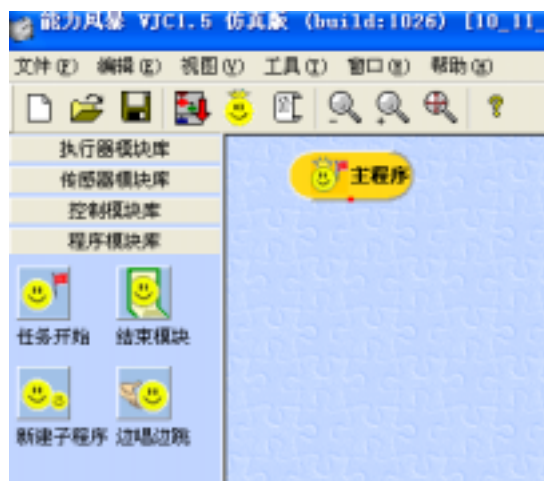 能力风暴 VJC1.5 仿真版 (build:1026) [10_11_
文件(F) 编辑(E) 视图(V) 工具(T) 窗口(W) 帮助(H)
执行器模块库
传感器模块库
控制模块库
程序模块库
主程序
任务开始 结束模块
新建子程序 边唱边跳